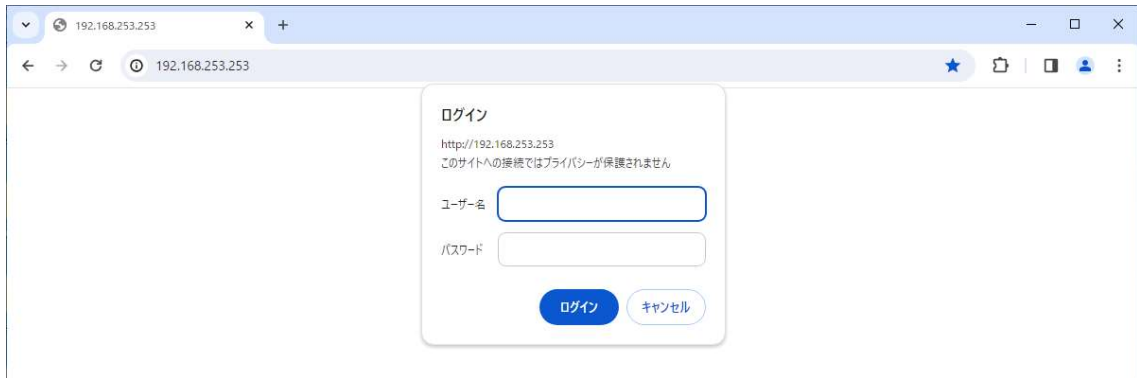 192.168.253.253
192.168.253.253
ログイン
http://192.168.253.253
このサイトへの接続ではプライバシーが保護されません
ユーザー名
パスワード
ログイン
キャンセル